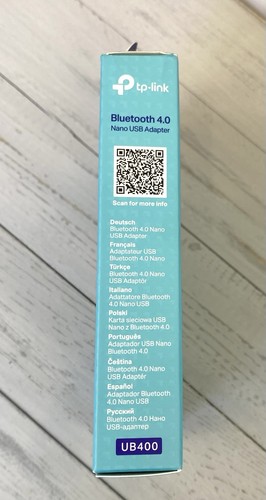 tp-link
Bluetooth 4.0
Nano USB Adapter
Scan for more info
Deutsch
Bluetooth 4.0 Nano
USB Adapter
Français
Adaptateur USB
Bluetooth 4.0 Nano
Türkçe
Bluetooth 4.0 Nano
USB Adaptör
Italiano
Adattatore Bluetooth
4.0 Nano USB
Polski
Karta sieciowa USB
Nano z Bluetooth 4.0
Português
Adaptador USB Nano
Bluetooth 4.0
Čeština
Bluetooth 4.0 Nano
USB Adaptér
Español
Adaptador Bluetooth
4.0 Nano USB
Русский
Bluetooth 4.0 Нано
USB-адаптер
UB400